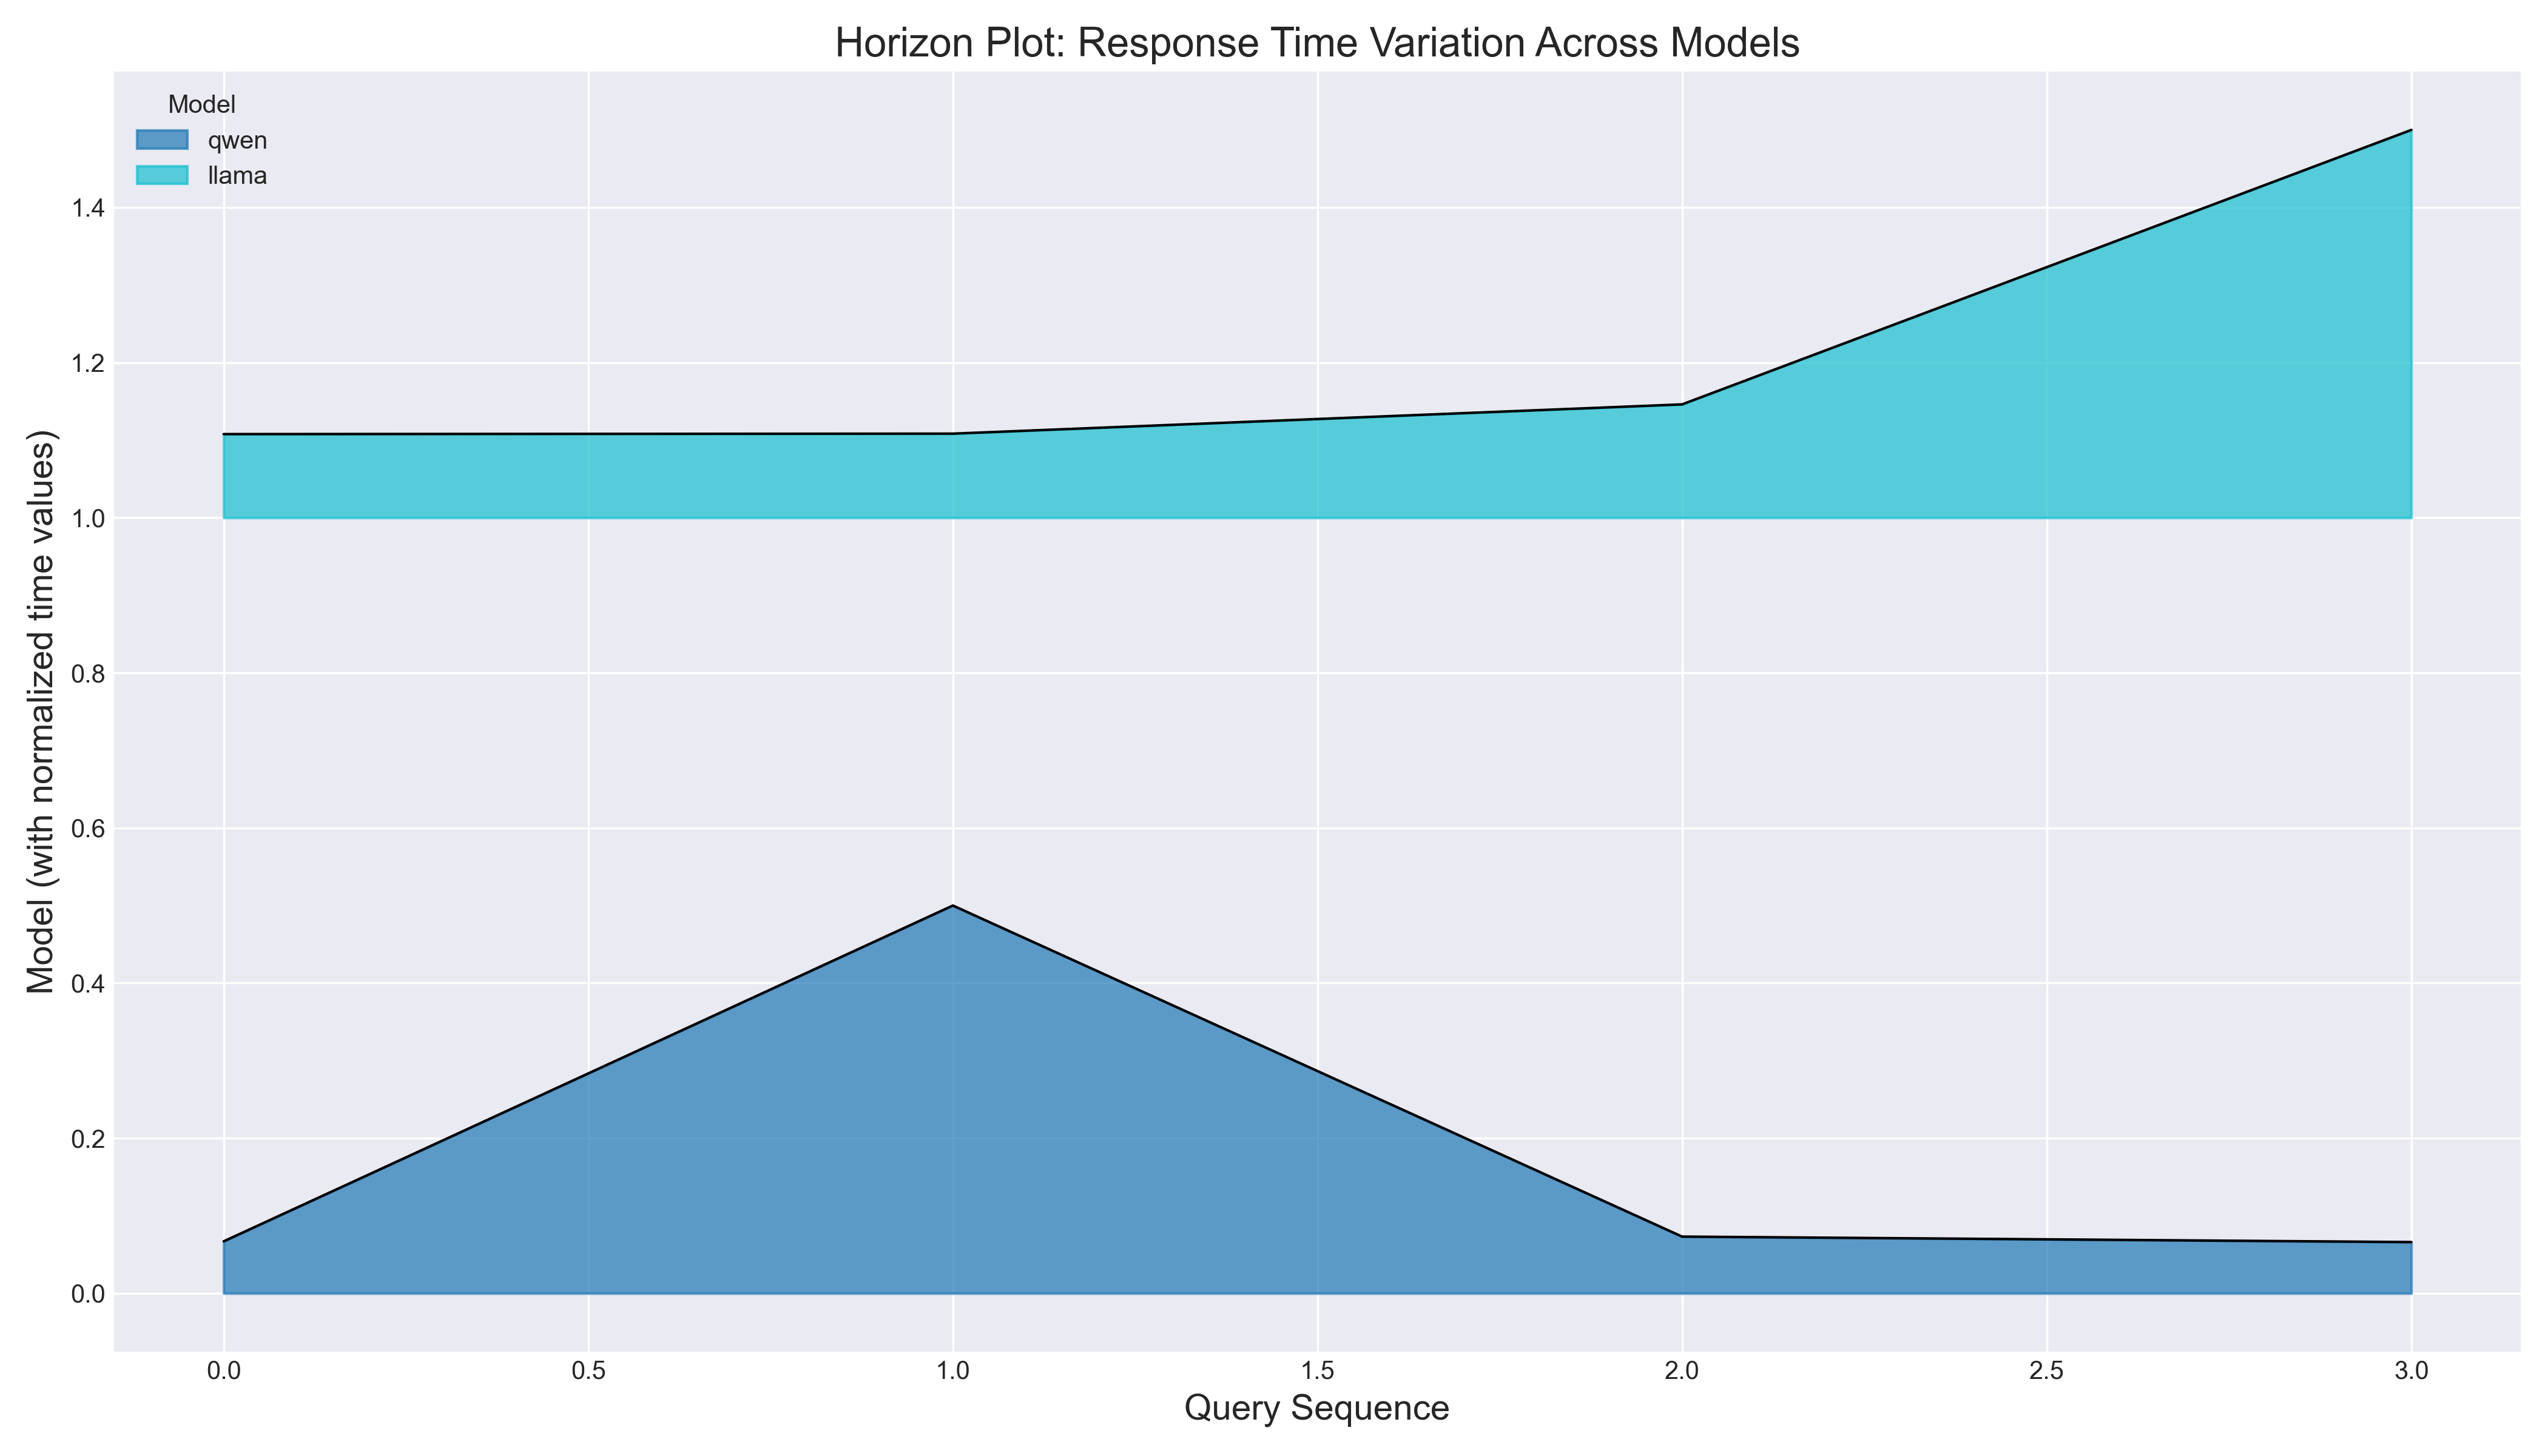 Horizon Plot: Response Time Variation Across Models
Model
qwen
llama
Model (with normalized time values)
1.4
1.2
1.0
0.8
0.6
0.4
0.2
0.0
0.0 0.5 1.0 1.5 2.0 2.5 3.0
Query Sequence